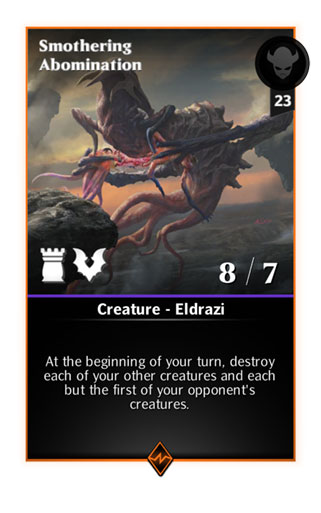 Smothering
Abomination
23
8 / 7
Creature - Eldrazi
At the beginning of your turn, destroy
each of your other creatures and each
but the first of your opponent's
creatures.